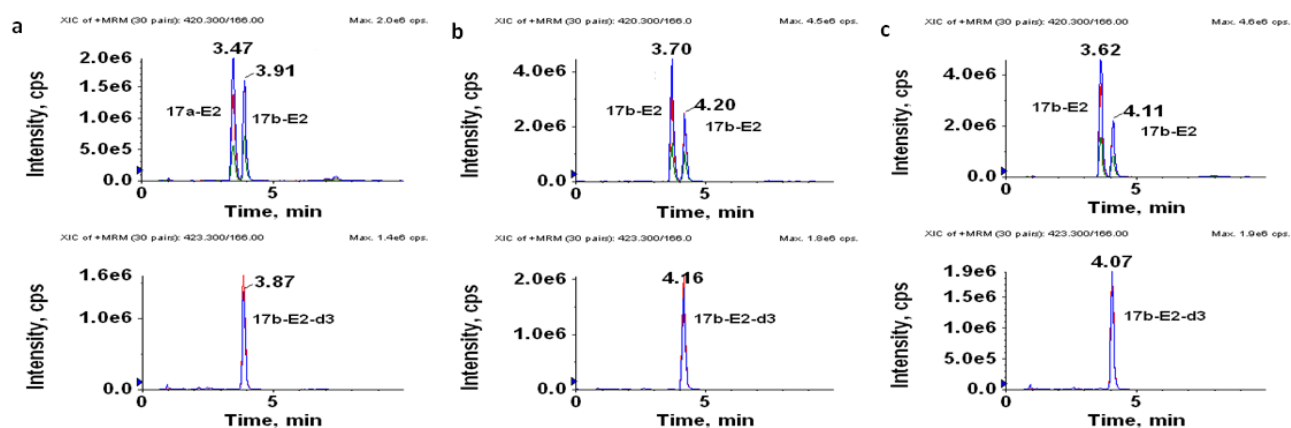 a
XIC of +MRM (30 pairs): 420.300/166.00 Max. 2.0e6 cps.
Intensity, cps
2.0e6
1.5e6
1.0e6
5.0e5
0.0
3.47
3.91
17a-E2
17b-E2
0 5
Time, min
b
XIC of +MRM (30 pairs): 420.300/166.0 Max. 4.5e6 cps.
Intensity, cps
4.0e6
2.0e6
0.0
3.70
4.20
17b-E2
17b-E2
0 5
Time, min
c
XIC of +MRM (30 pairs): 420.300/166.00 Max. 4.6e6 cps.
Intensity, cps
4.0e6
2.0e6
0.0
3.62
4.11
17b-E2
17b-E2
0 5
Time, min
XIC of +MRM (30 pairs): 423.300/166.00 Max. 1.4e6 cps.
Intensity, cps
1.6e6
1.0e6
0.0
3.87
17b-E2-d3
0 5
Time, min
XIC of +MRM (30 pairs): 423.300/166.0 Max. 1.8e6 cps.
Intensity, cps
2.0e6
1.0e6
0.0
4.16
17b-E2-d3
0 5
Time, min
XIC of +MRM (30 pairs): 423.300/166.00 Max. 1.9e6 cps.
Intensity, cps
1.9e6
1.5e6
1.0e6
5.0e5
0.0
4.07
17b-E2-d3
0 5
Time, min